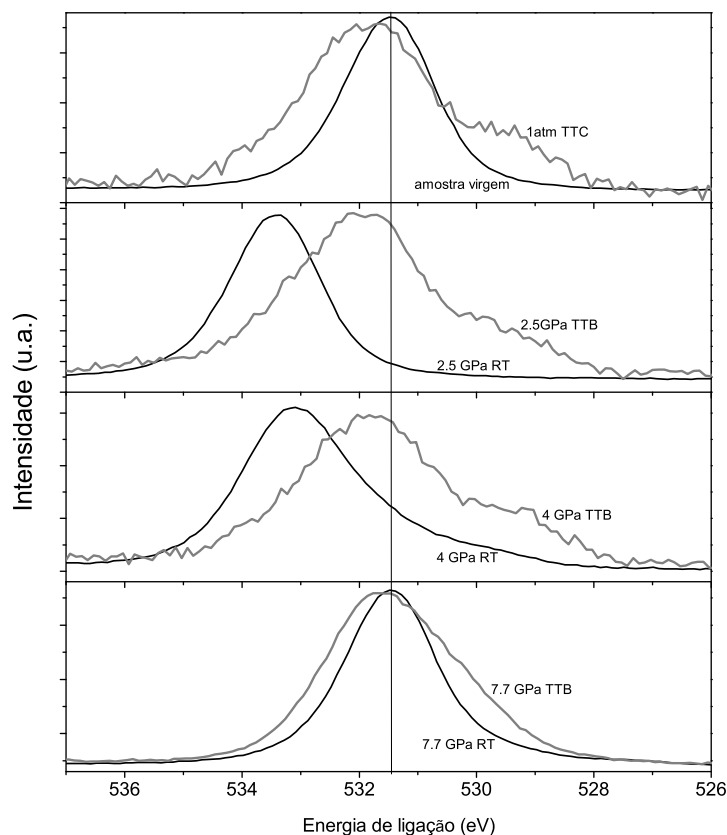 1atm TTC
amostra virgem
2.5GPa TTB
2.5 GPa RT
Intensidade (u.a.)
4 GPa TTB
4 GPa RT
7.7 GPa TTB
7.7 GPa RT
536 534 532 530 528 526
Energia de ligação (eV)